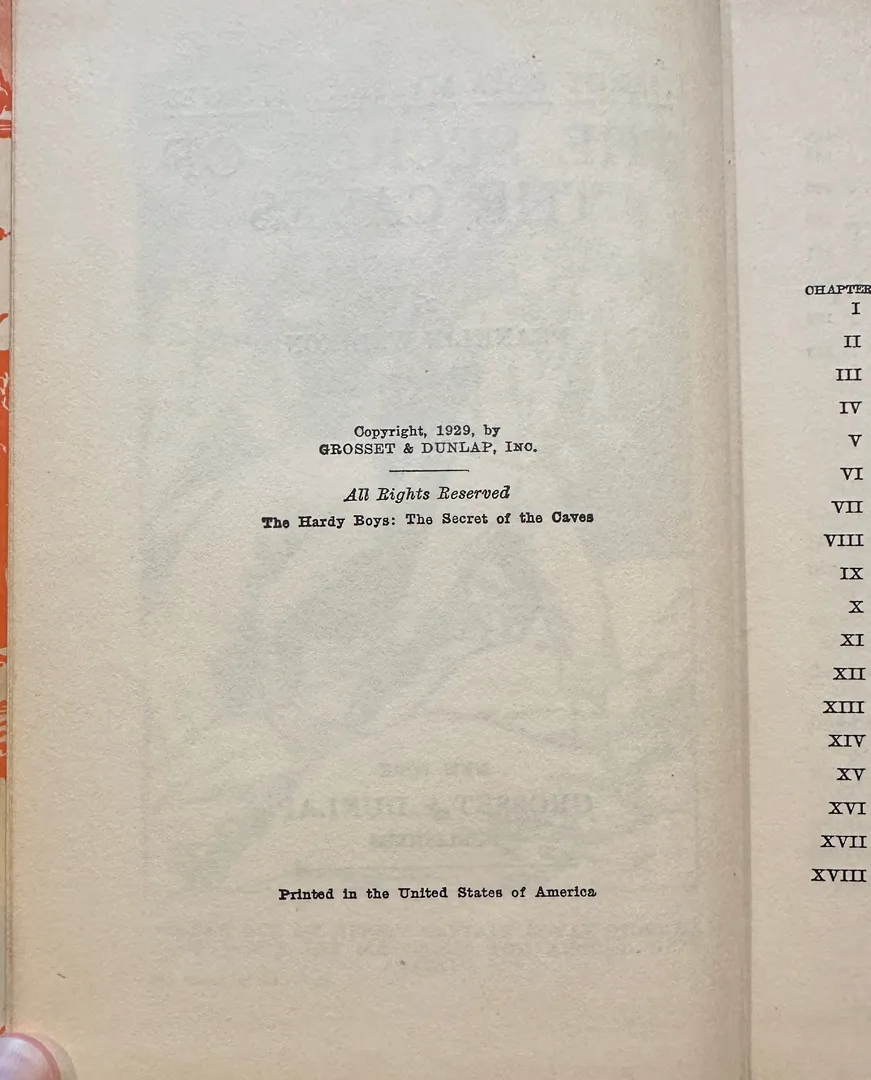 Copyright, 1929, by
GROSSET & DUNLAP, INC.
All Rights Reserved
The Hardy Boys: The Secret of the Caves
Printed in the United States of America
CHAPTER
I
II
III
IV
V
VI
VII
VIII
IX
X
XI
XII
XIII
XIV
XV
XVI
XVII
XVIII